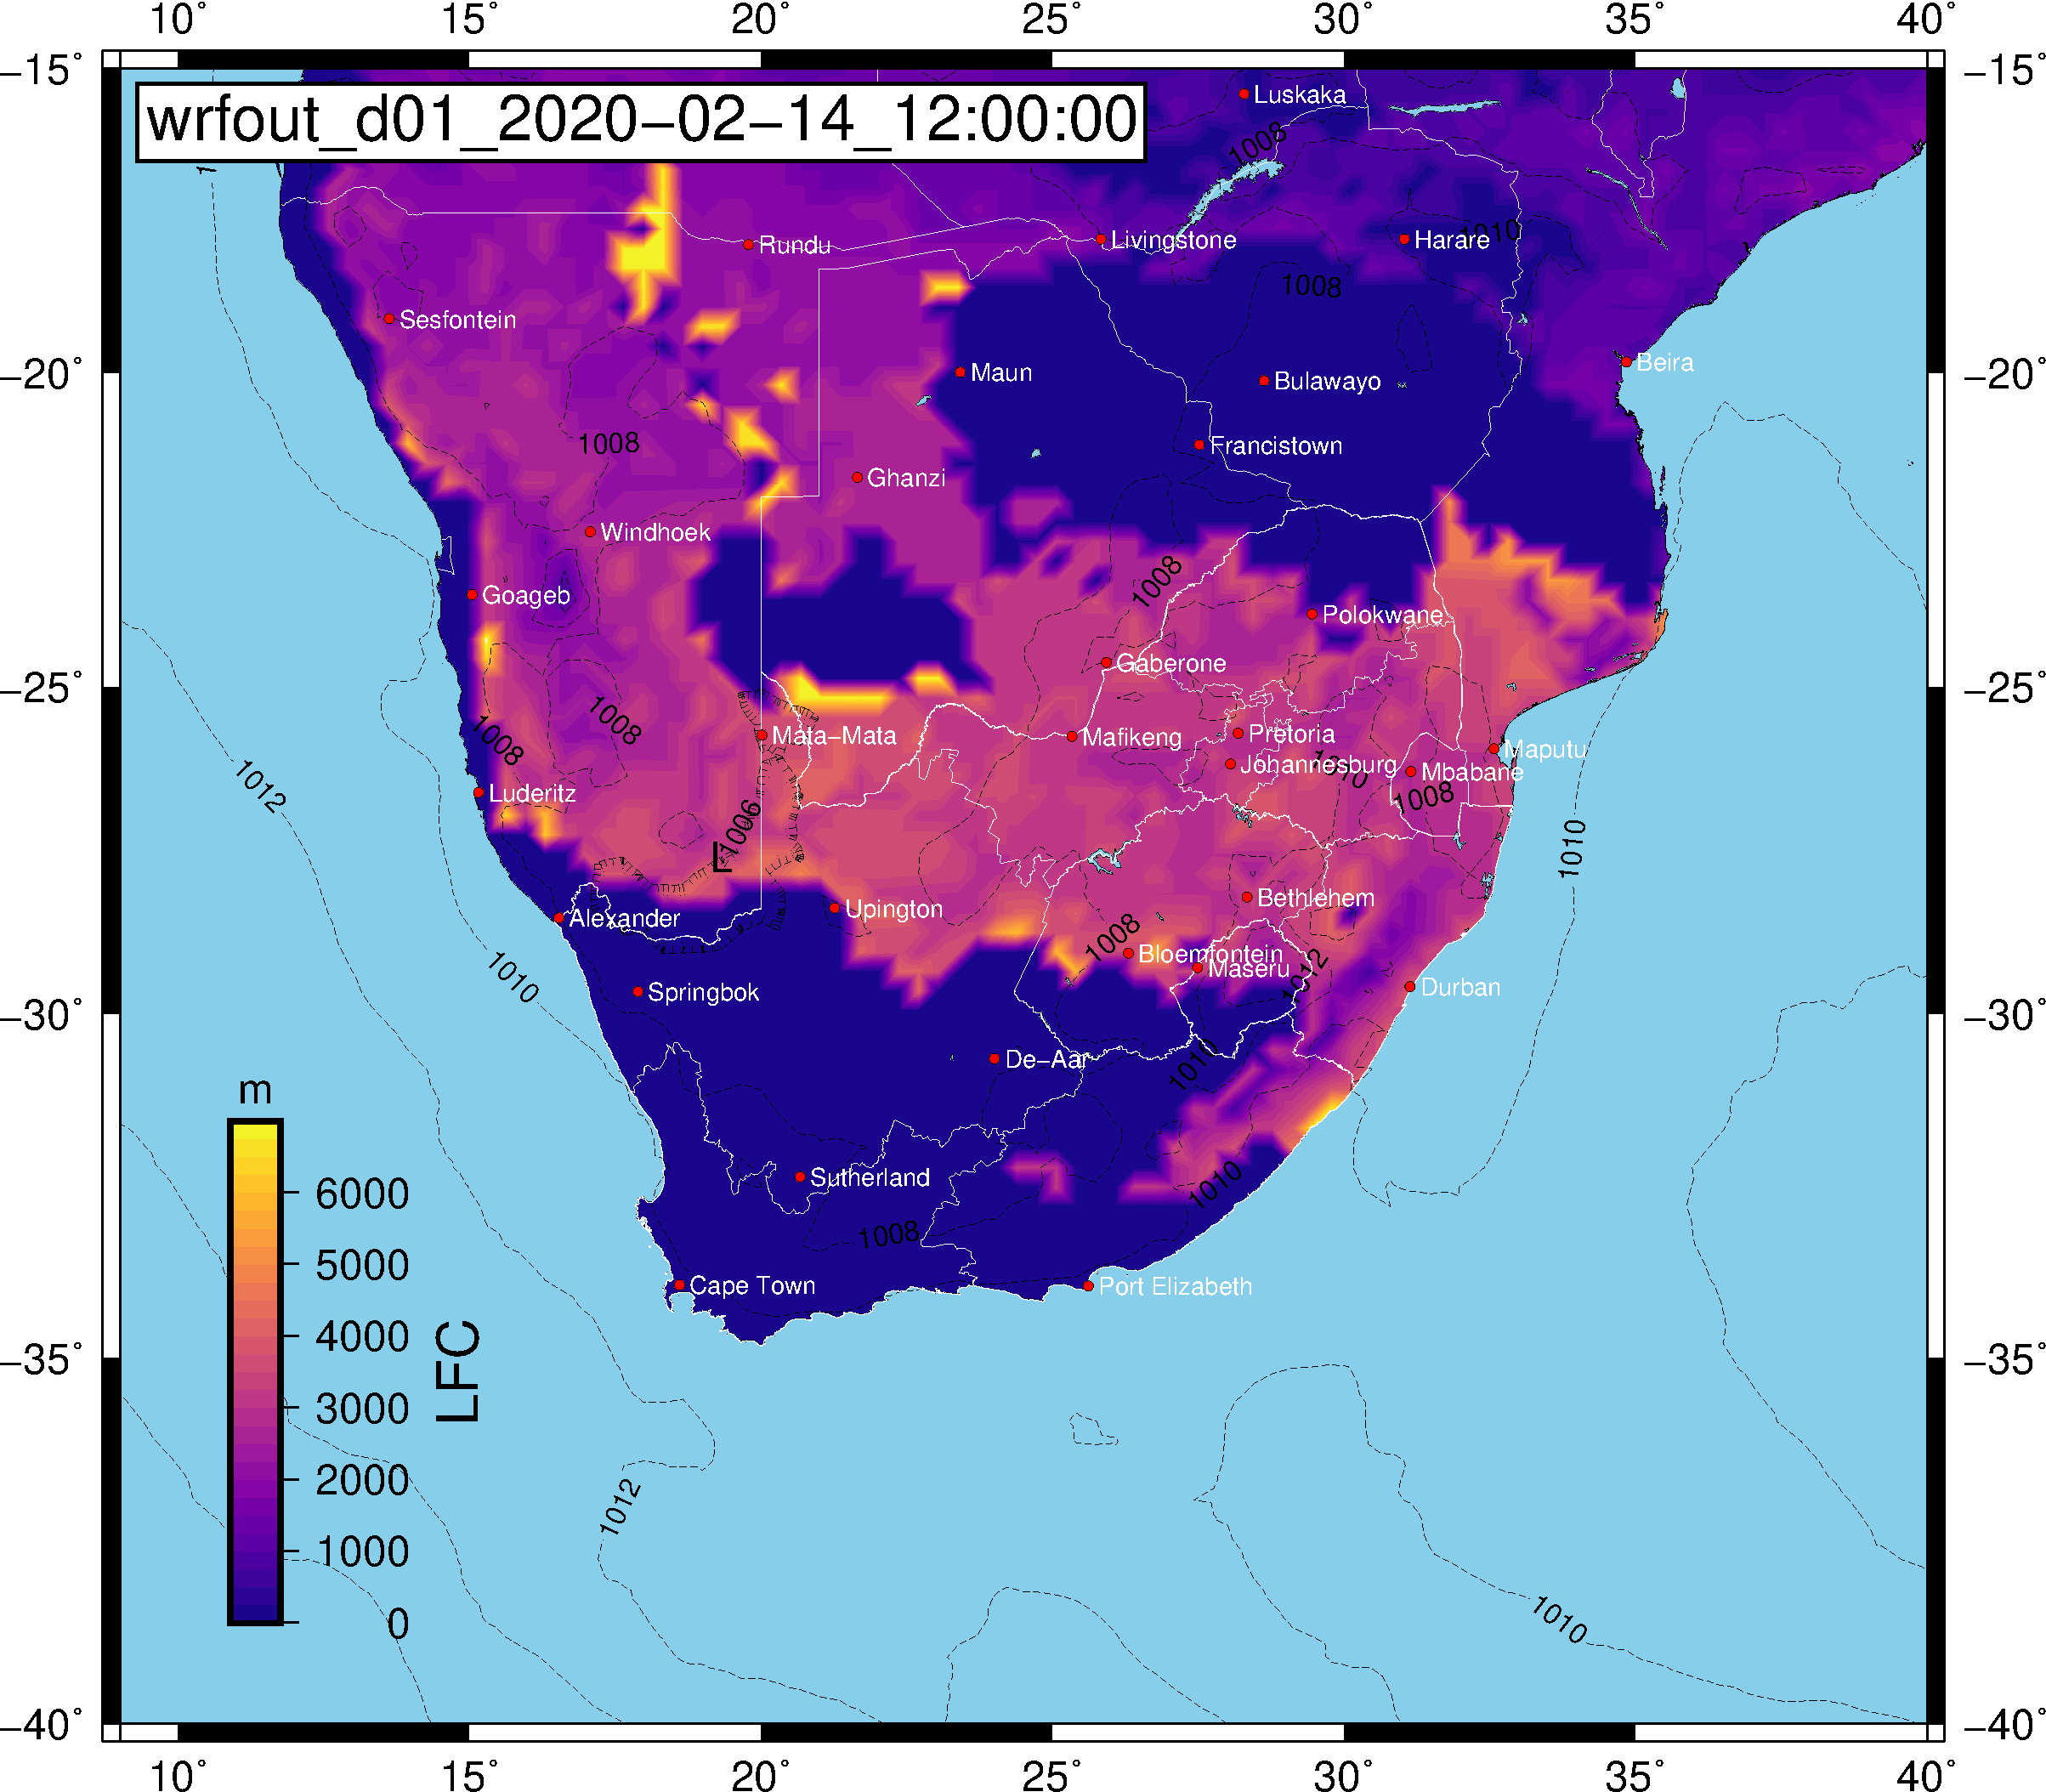 10° 15° 20° 25° 30° 35° 40°
−15° −15°
wrfout_d01_2020−02−14_12:00:00
Luskaka
1008
1
Rundu Livingstone Harare 1010
1008
Sesfontein
Beira
−20° Maun −20°
Bulawayo
1008 Francistown
Ghanzi
Windhoek
1008
Goageb
Polokwane
Gaberone
−25° −25°
1008
1008 Mata−Mata Mafikeng Pretoria
Maputu
Johannesburg 1010 Mbabane
1012 Luderitz 1008
1006
L
1010
Bethlehem
Alexander Upington
1008
Bloemfontein
Maseru
1012
1010 Springbok Durban
−30° −30°
De−Aar
1010
m
Sutherland
1010
6000
1008
5000
Cape Town Port Elizabeth
4000
−35° −35°
LFC
3000
2000
1012
1000
0
1010
−40° −40°
10° 15° 20° 25° 30° 35° 40°